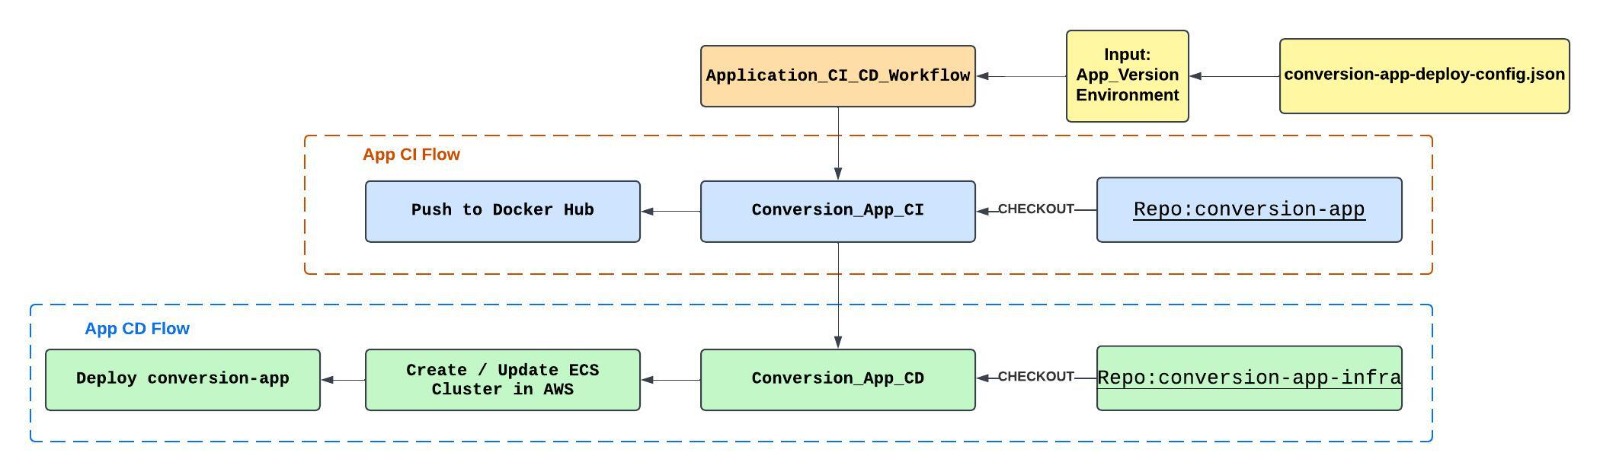 Application_CI_CD_Workflow
Input:
App_Version
Environment
conversion-app-deploy-config.json
App CI Flow
Push to Docker Hub
Conversion_App_CI
CHECKOUT
Repo:conversion-app
App CD Flow
Deploy conversion-app
Create / Update ECS
Cluster in AWS
Conversion_App_CD
CHECKOUT
Repo:conversion-app-infra